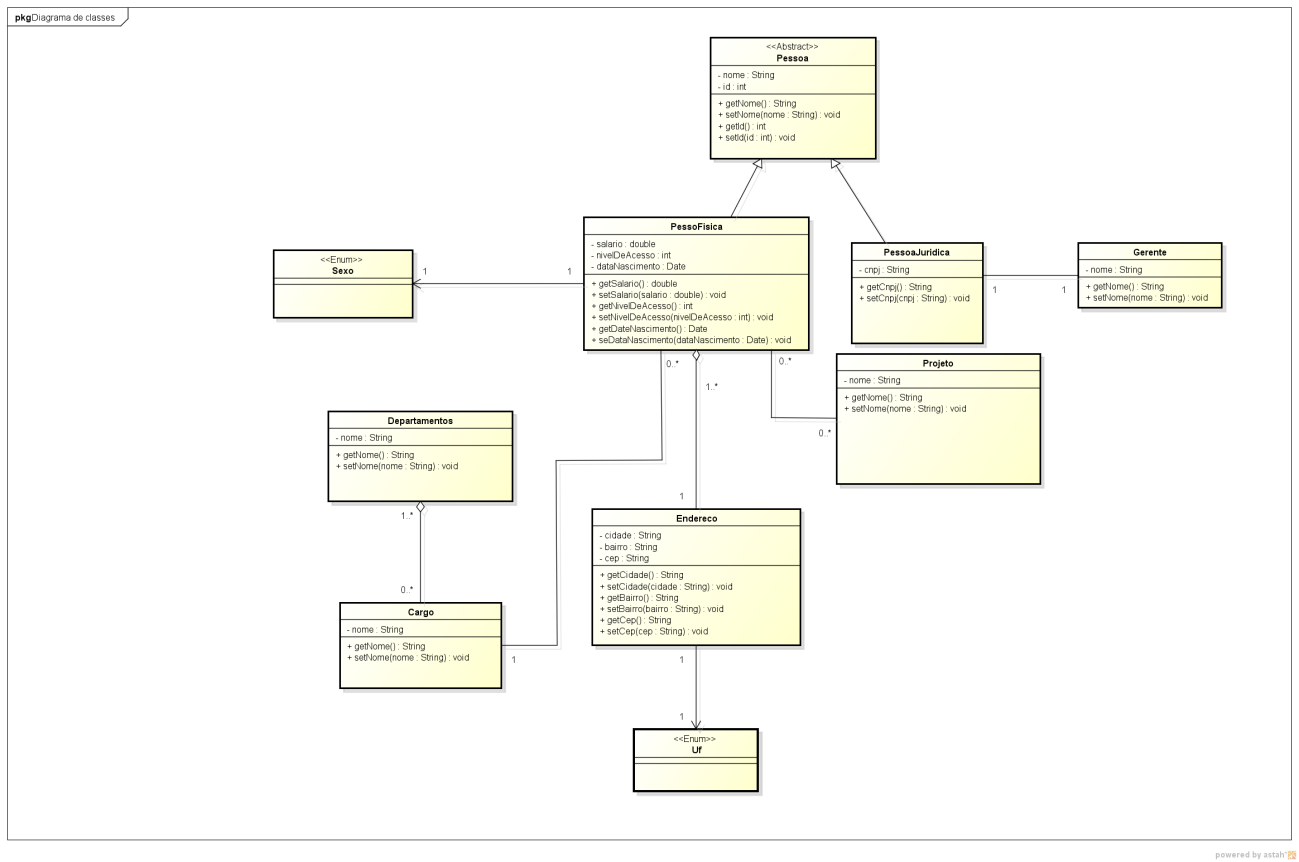 pkg Diagrama de classes
<<Abstract>>
Pessoa
- nome : String
- id : int
+ getNome() : String
+ setNome(nome : String) : void
+ getId() : int
+ setId(id : int) : void
PessoFisica
- salario : double
- nivelDeAcesso : int
- dataNascimento : Date
+ getSalario() : double
+ setSalario(salario : double) : void
+ getNivelDeAcesso() : int
+ setNivelDeAcesso(nivelDeAcesso : int) : void
+ getDateNascimento() : Date
+ seDataNascimento(dataNascimento : Date) : void
<<Enum>>
Sexo
1
1
PessoaJuridica
- cnpj : String
+ getCnpj() : String
+ setCnpj(cnpj : String) : void
1
1
Gerente
- nome : String
+ getNome() : String
+ setNome(nome : String) : void
0..*
1..*
0..*
0..*
Projeto
- nome : String
+ getNome() : String
+ setNome(nome : String) : void
Departamentos
- nome : String
+ getNome() : String
+ setNome(nome : String) : void
1..*
0..*
1
Endereco
- cidade : String
- bairro : String
- cep : String
+ getCidade() : String
+ setCidade(cidade : String) : void
+ getBairro() : String
+ setBairro(bairro : String) : void
+ getCep() : String
+ setCep(cep : String) : void
Cargo
- nome : String
+ getNome() : String
+ setNome(nome : String) : void
1
1
1
<<Enum>>
Uf
powered by astah*